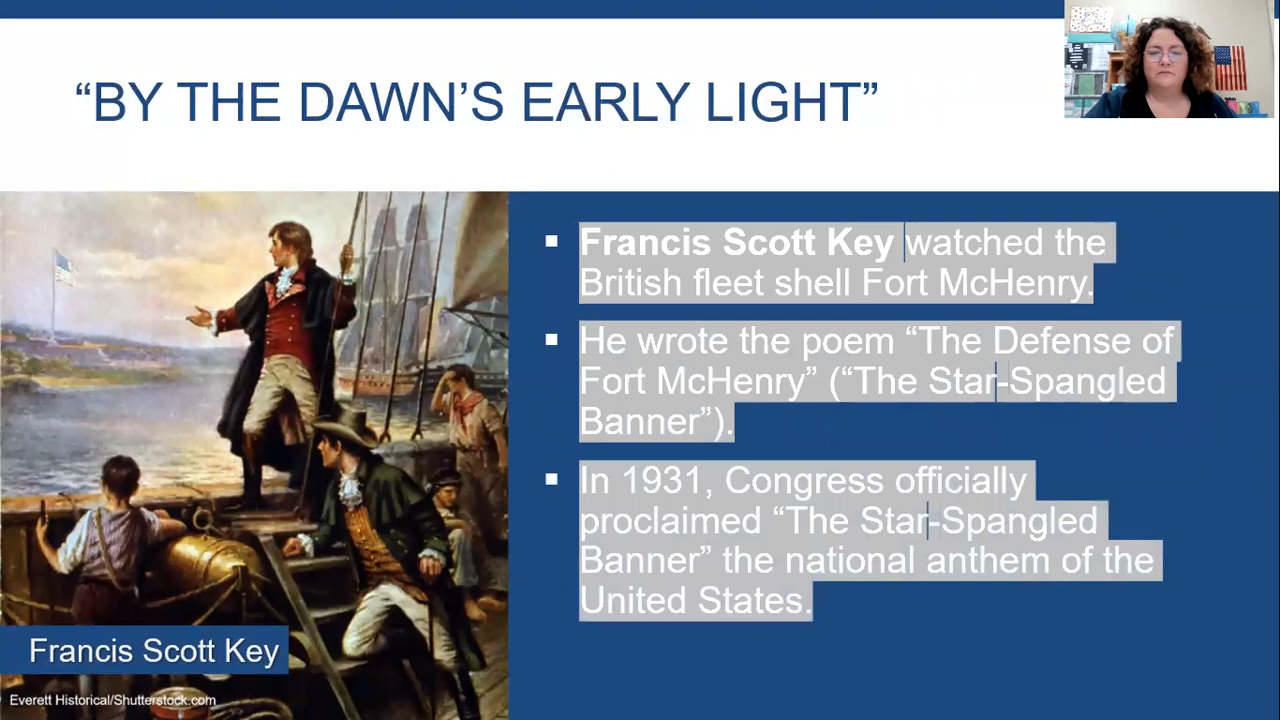 “BY THE DAWN’S EARLY LIGHT”
Francis Scott Key watched the
British fleet shell Fort McHenry.
He wrote the poem “The Defense of
Fort McHenry” (“The Star-Spangled
Banner”).
In 1931, Congress officially
proclaimed “The Star-Spangled
Banner” the national anthem of the
United States.
Francis Scott Key
Everett Historical/Shutterstock.com